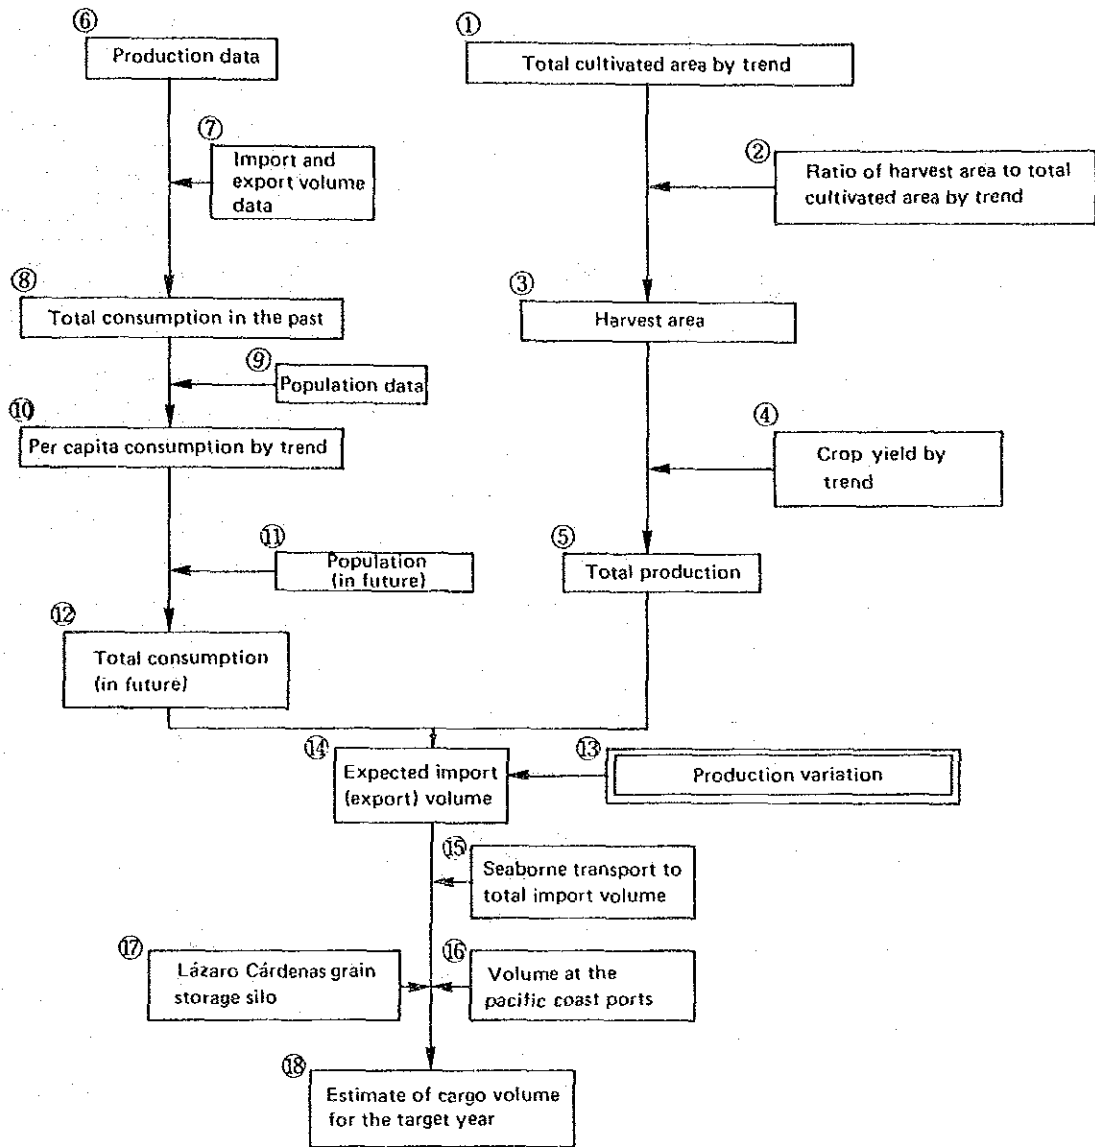 ⑥
Production data
①
Total cultivated area by trend
⑦
Import and
export volume
data
②
Ratio of harvest area to total
cultivated area by trend
⑧
Total consumption in the past
③
Harvest area
⑨
Population data
⑩
Per capita consumption by trend
④
Crop yield by
trend
⑪
Population
(in future)
⑤
Total production
⑫
Total consumption
(in future)
⑭
Expected import
(export) volume
⑬
Production variation
⑮
Seaborne transport to
total import volume
⑰
Lázaro Cárdenas grain
storage silo
⑯
Volume at the
pacific coast ports
⑱
Estimate of cargo volume
for the target year